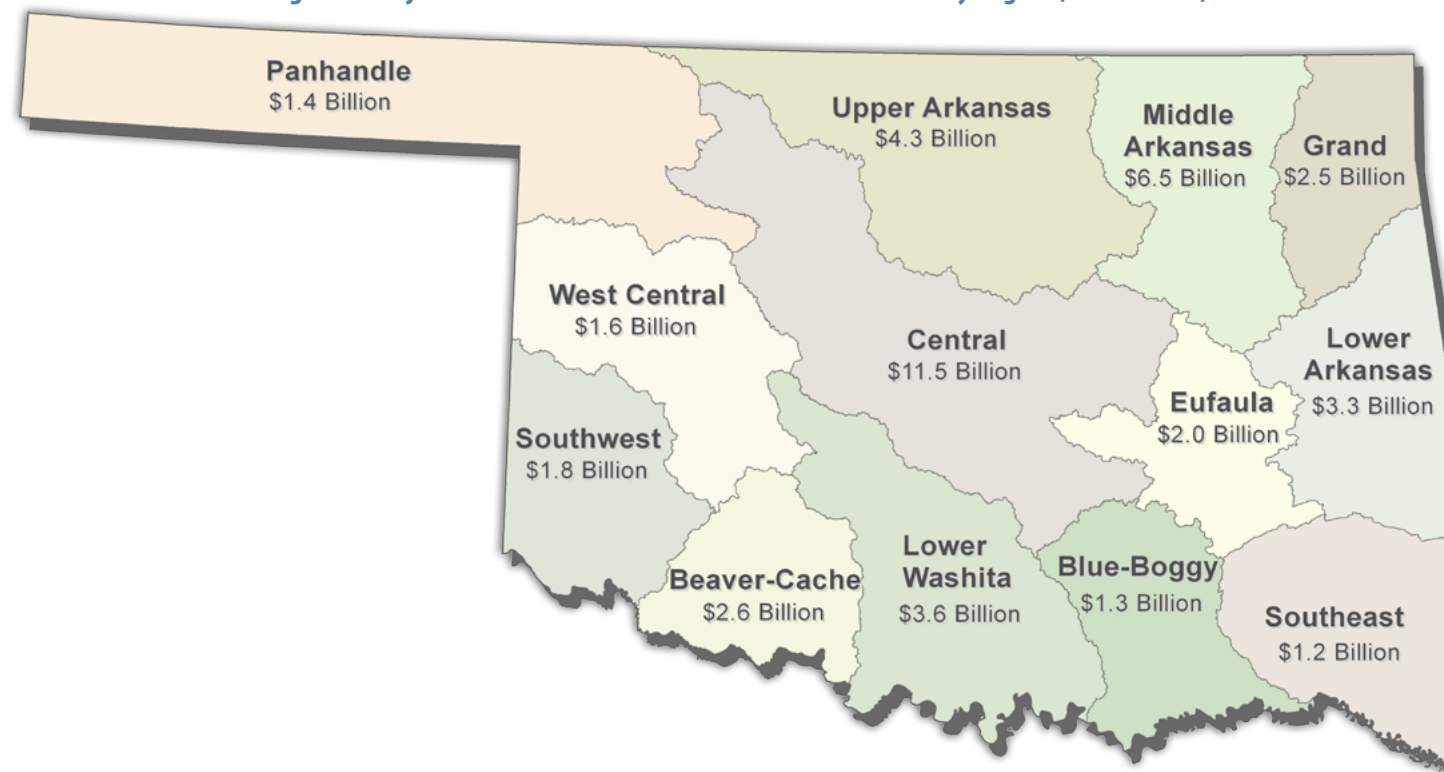 Panhandle
$1.4 Billion
Upper Arkansas
$4.3 Billion
Middle
Arkansas
$6.5 Billion
Grand
$2.5 Billion
West Central
$1.6 Billion
Central
$11.5 Billion
Lower
Arkansas
$3.3 Billion
Eufaula
$2.0 Billion
Southwest
$1.8 Billion
Lower
Washita
$3.6 Billion
Beaver-Cache
$2.6 Billion
Blue-Boggy
$1.3 Billion
Southeast
$1.2 Billion